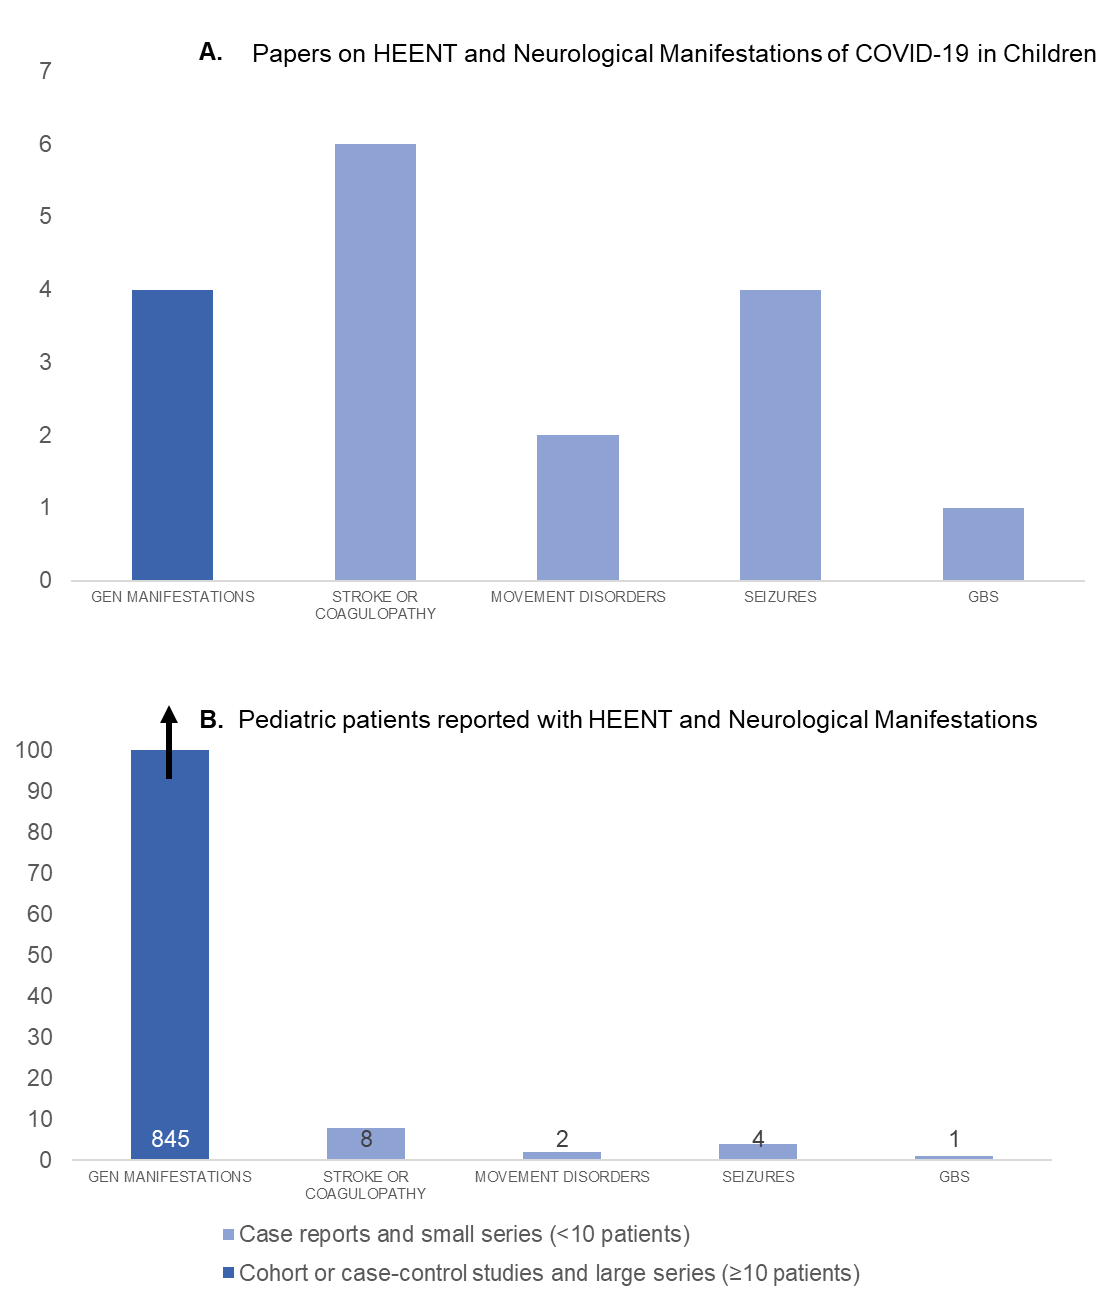 A. Papers on HEENT and Neurological Manifestations of COVID-19 in Children
7
6
5
4
3
2
1
0
GEN MANIFESTATIONS
STROKE OR
COAGULOPATHY
MOVEMENT DISORDERS
SEIZURES
GBS
B. Pediatric patients reported with HEENT and Neurological Manifestations
100
90
80
70
60
50
40
30
20
10
0
845
8
2
4
1
GEN MANIFESTATIONS
STROKE OR
COAGULOPATHY
MOVEMENT DISORDERS
SEIZURES
GBS
Case reports and small series (<10 patients)
Cohort or case-control studies and large series (≥10 patients)